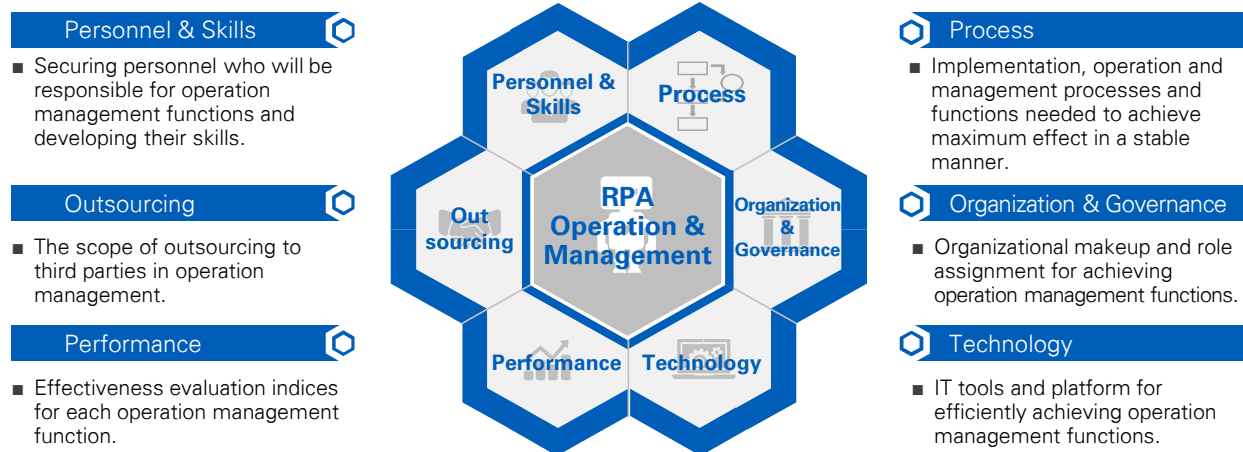 Personnel & Skills
■ Securing personnel who will be
responsible for operation
management functions and
developing their skills.
Outsourcing
■ The scope of outsourcing to
third parties in operation
management.
Performance
■ Effectiveness evaluation indices
for each operation management
function.
Personnel &
Skills
Process
Out
sourcing
RPA
Operation &
Management
Organization
&
Governance
Performance
Technology
Process
■ Implementation, operation and
management processes and
functions needed to achieve
maximum effect in a stable
manner.
Organization & Governance
■ Organizational makeup and role
assignment for achieving
operation management functions.
Technology
■ IT tools and platform for
efficiently achieving operation
management functions.